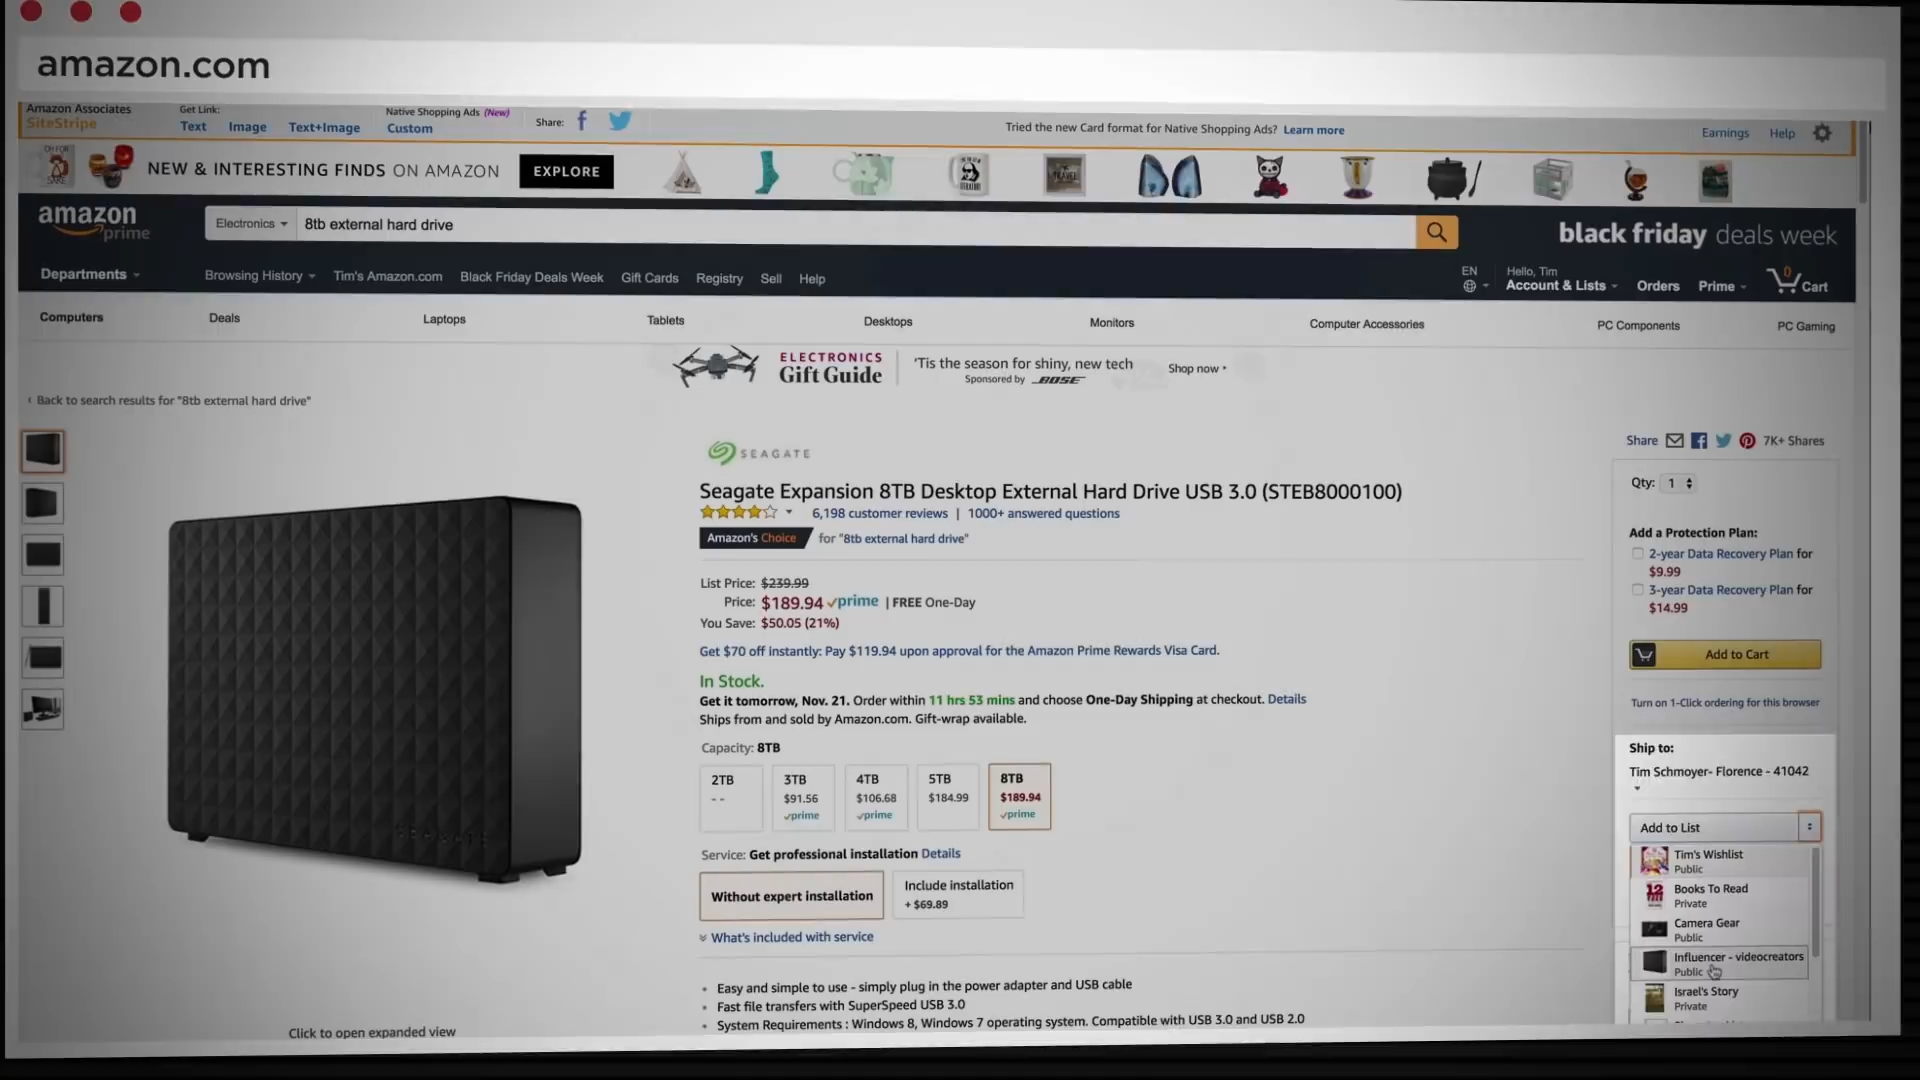 amazon.com
Amazon Associates
SiteStripe
Get Link:
Text Image Text+Image
Native Shopping Ads (New)
Custom
Share:
Tried the new Card format for Native Shopping Ads? Learn more
Earnings Help
NEW & INTERESTING FINDS ON AMAZON EXPLORE
amazon
prime
Electronics
8tb external hard drive
black friday deals week
Departments
Browsing History Tim's Amazon.com Black Friday Deals Week Gift Cards Registry Sell Help
EN
Hello, Tim
Account & Lists Orders Prime
0
Cart
Computers Deals Laptops Tablets Desktops Monitors Computer Accessories PC Components PC Gaming
ELECTRONICS
Gift Guide
'Tis the season for shiny, new tech
Sponsored by BOSE
Shop now
‹ Back to search results for "8tb external hard drive"
SEAGATE
Seagate Expansion 8TB Desktop External Hard Drive USB 3.0 (STEB8000100)
6,198 customer reviews | 1000+ answered questions
Amazon's Choice for "8tb external hard drive"
List Price: $239.99
Price: $189.94 prime | FREE One-Day
You Save: $50.05 (21%)
Get $70 off instantly: Pay $119.94 upon approval for the Amazon Prime Rewards Visa Card.
In Stock.
Get it tomorrow, Nov. 21. Order within 11 hrs 53 mins and choose One-Day Shipping at checkout. Details
Ships from and sold by Amazon.com. Gift-wrap available.
Capacity: 8TB
2TB
--
3TB
$91.56
prime
4TB
$106.68
prime
5TB
$184.99
8TB
$189.94
prime
Service: Get professional installation Details
Without expert installation
Include installation
+ $69.89
What's included with service
• Easy and simple to use - simply plug in the power adapter and USB cable
• Fast file transfers with SuperSpeed USB 3.0
• System Requirements : Windows 8, Windows 7 operating system. Compatible with USB 3.0 and USB 2.0
SEAGATE
Click to open expanded view
Share 7K+ Shares
Qty: 1
Add a Protection Plan:
2-year Data Recovery Plan for
$9.99
3-year Data Recovery Plan for
$14.99
Add to Cart
Turn on 1-Click ordering for this browser
Ship to:
Tim Schmoyer- Florence - 41042
Add to List
Tim's Wishlist
Public
Books To Read
Private
Camera Gear
Public
Influencer - videocreators
Public
Israel's Story
Private